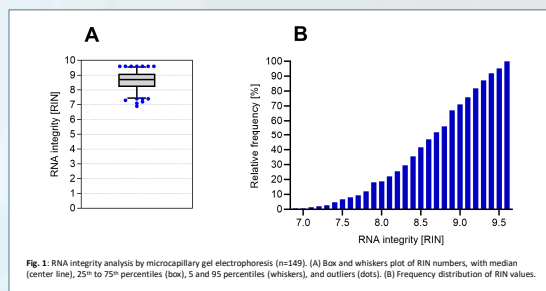 A
B
RNA integrity [RIN]
10
9
8
7
6
5
4
3
2
1
0
Relative frequency [%]
100
90
80
70
60
50
40
30
20
10
0
7.0 7.5 8.0 8.5 9.0 9.5
RNA integrity [RIN]
Fig. 1: RNA integrity analysis by microcapillary gel electrophoresis (n=149). (A) Box and whiskers plot of RIN numbers, with median
(center line), 25th to 75th percentiles (box), 5 and 95 percentiles (whiskers), and outliers (dots). (B) Frequency distribution of RIN values.